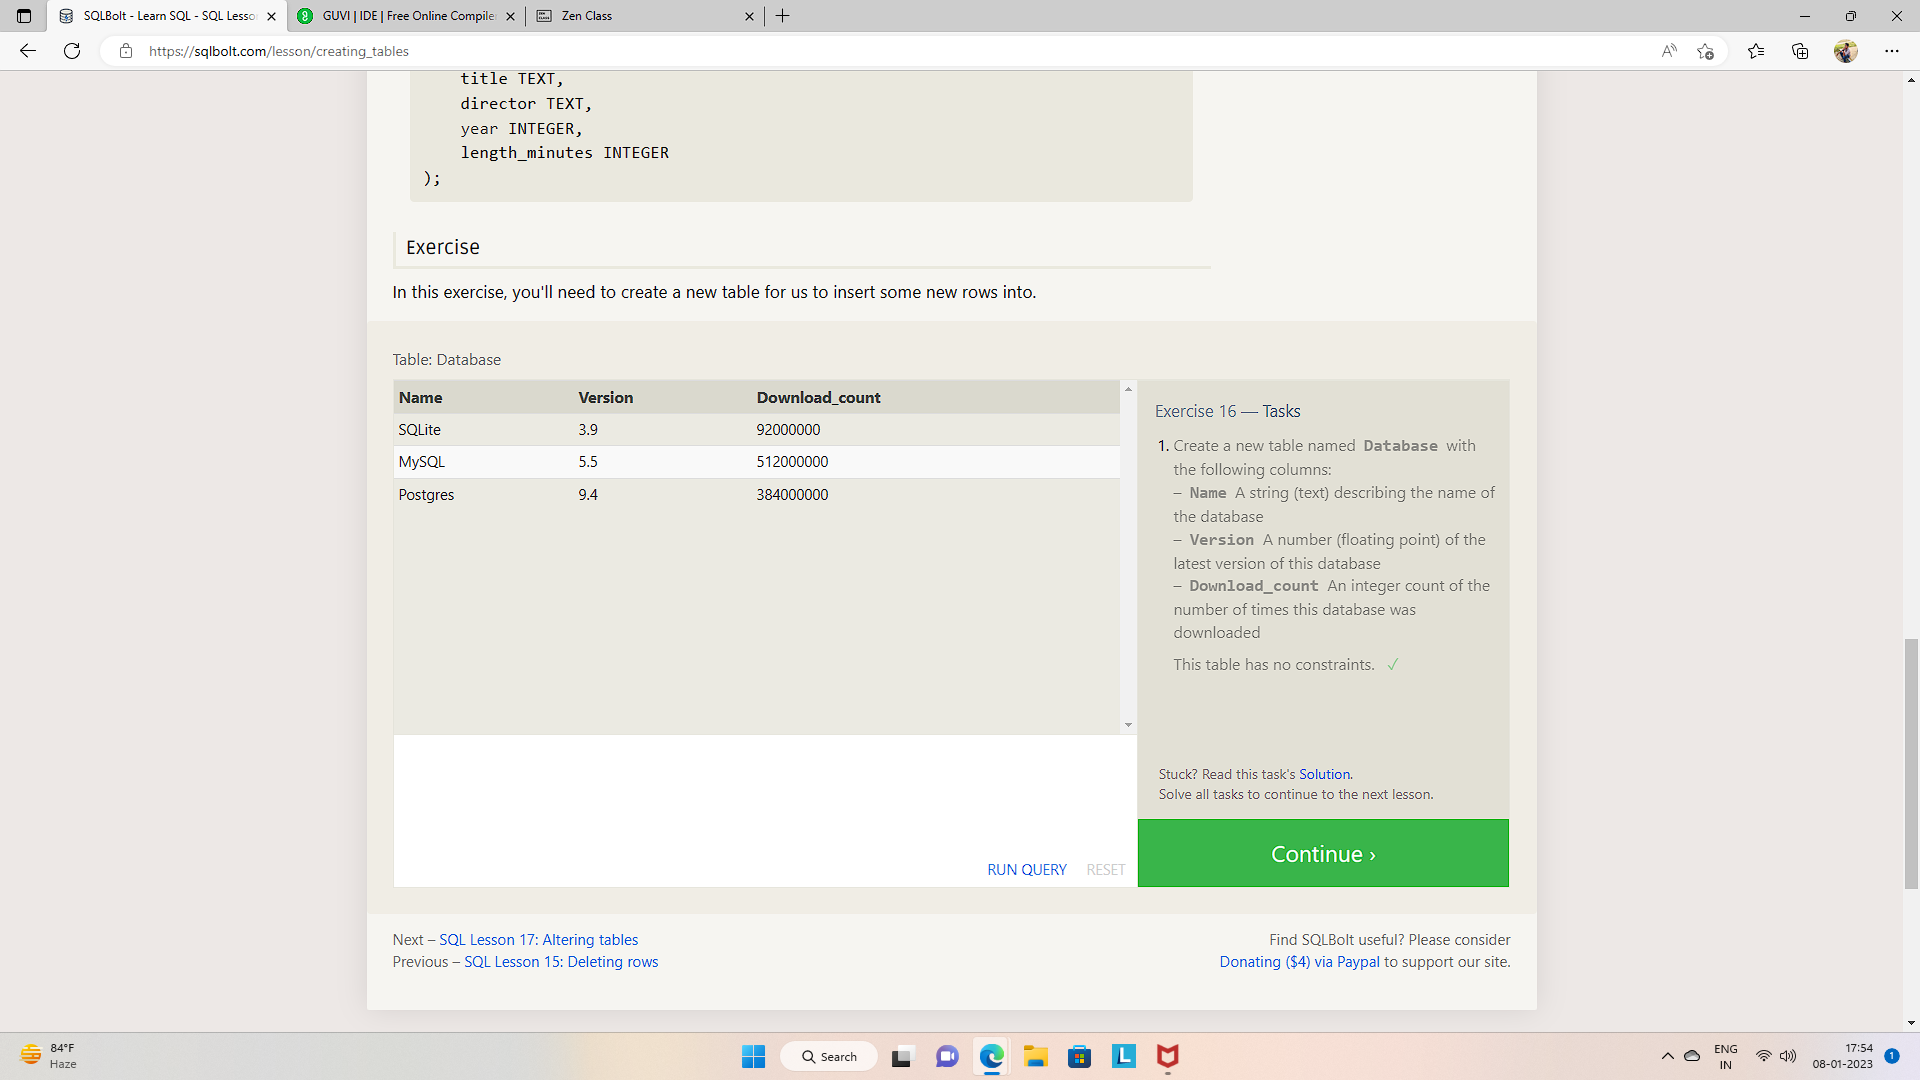 SQLBolt - Learn SQL - SQL Lesso
GUVI | IDE | Free Online Compiler
Zen Class
https://sqlbolt.com/lesson/creating_tables
title TEXT,
director TEXT,
year INTEGER,
length_minutes INTEGER
);
Exercise
In this exercise, you'll need to create a new table for us to insert some new rows into.
Table: Database
Name Version Download_count
SQLite 3.9 92000000
MySQL 5.5 512000000
Postgres 9.4 384000000
RUN QUERY RESET
Exercise 16 — Tasks
1. Create a new table named Database with
the following columns:
– Name A string (text) describing the name of
the database
– Version A number (floating point) of the
latest version of this database
– Download_count An integer count of the
number of times this database was
downloaded
This table has no constraints. ✓
Stuck? Read this task's Solution.
Solve all tasks to continue to the next lesson.
Continue ›
Next – SQL Lesson 17: Altering tables
Previous – SQL Lesson 15: Deleting rows
Find SQLBolt useful? Please consider
Donating ($4) via Paypal to support our site.
84°F
Haze
Search
ENG
IN
17:54
08-01-2023
1